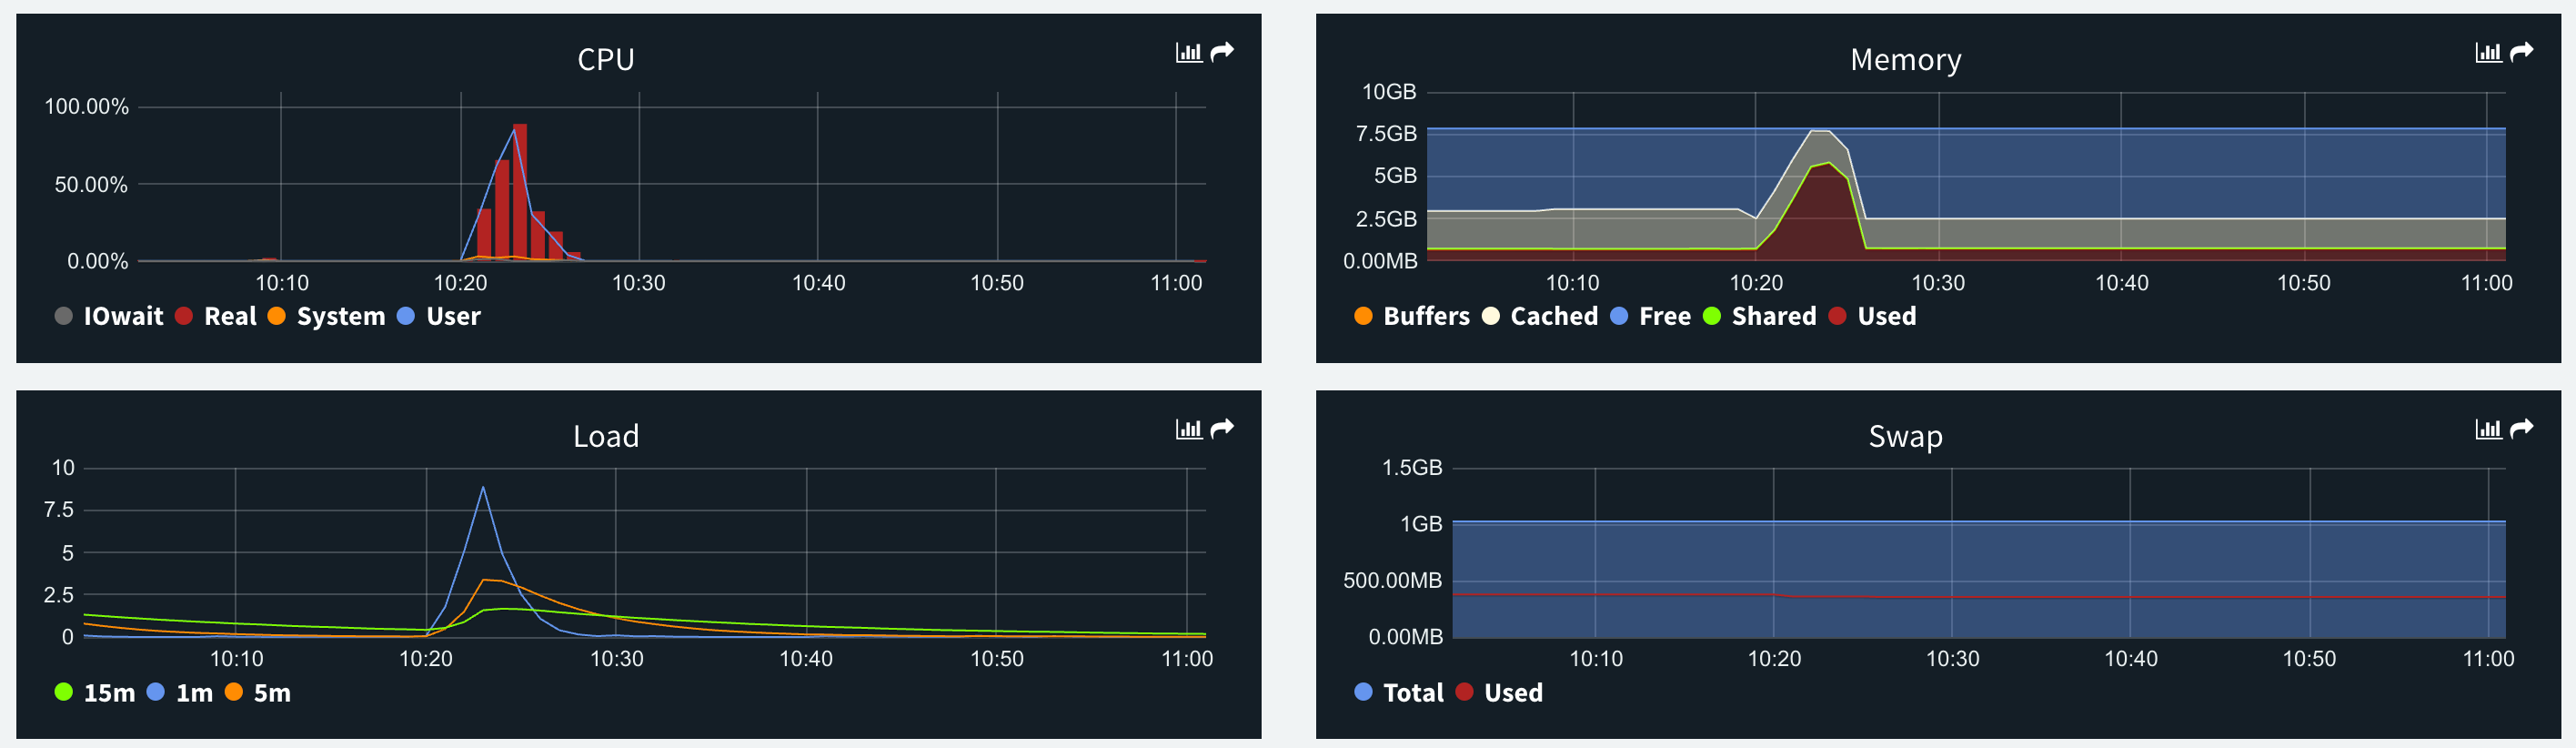 CPU
100.00%
50.00%
0.00%
10:10 10:20 10:30 10:40 10:50 11:00
IOwait Real System User
Memory
10GB
7.5GB
5GB
2.5GB
0.00MB
10:10 10:20 10:30 10:40 10:50 11:00
Buffers Cached Free Shared Used
Load
10
7.5
5
2.5
0
10:10 10:20 10:30 10:40 10:50 11:00
15m 1m 5m
Swap
1.5GB
1GB
500.00MB
0.00MB
10:10 10:20 10:30 10:40 10:50 11:00
Total Used